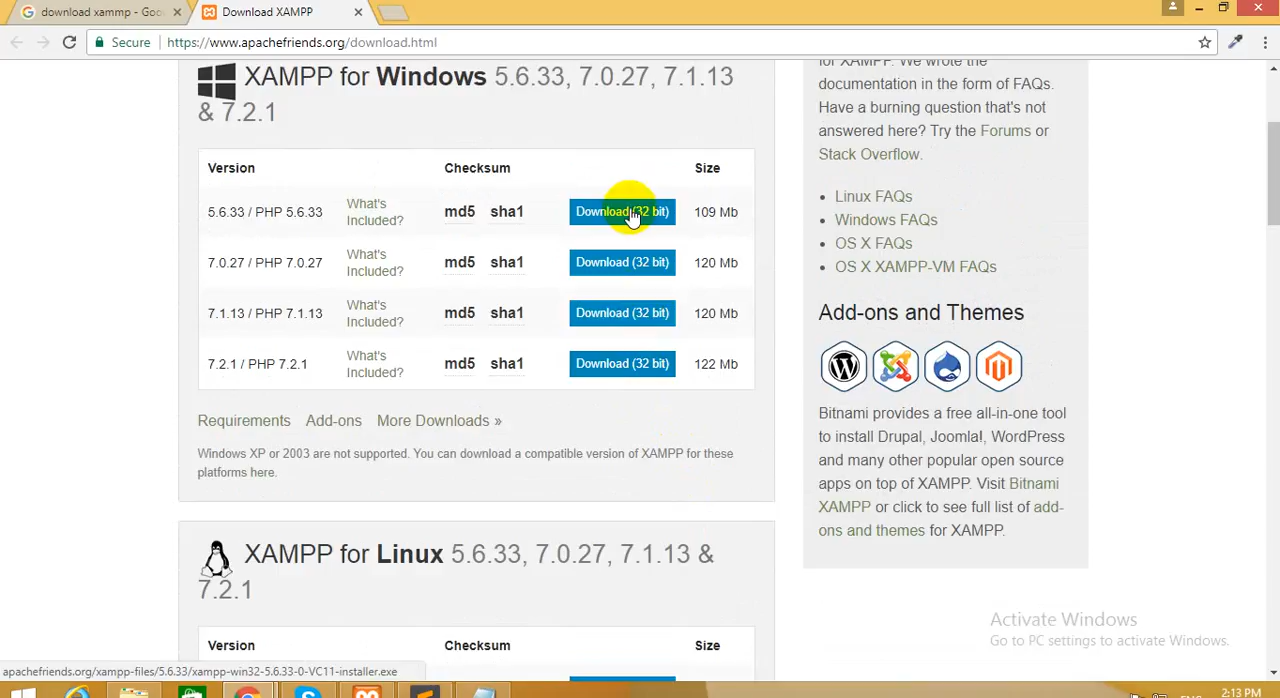 download xammp - Goo
Download XAMPP
Secure
https://www.apachefriends.org/download.html
XAMPP for Windows 5.6.33, 7.0.27, 7.1.13
& 7.2.1
Version Checksum Size
5.6.33 / PHP 5.6.33 What's Included? md5 sha1 Download (32 bit) 109 Mb
7.0.27 / PHP 7.0.27 What's Included? md5 sha1 Download (32 bit) 120 Mb
7.1.13 / PHP 7.1.13 What's Included? md5 sha1 Download (32 bit) 120 Mb
7.2.1 / PHP 7.2.1 What's Included? md5 sha1 Download (32 bit) 122 Mb
Requirements Add-ons More Downloads »
Windows XP or 2003 are not supported. You can download a compatible version of XAMPP for these
platforms here.
XAMPP for Linux 5.6.33, 7.0.27, 7.1.13 &
7.2.1
Version Checksum Size
for XAMPP. We wrote the
documentation in the form of FAQs.
Have a burning question that's not
answered here? Try the Forums or
Stack Overflow.
• Linux FAQs
• Windows FAQs
• OS X FAQs
• OS X XAMPP-VM FAQs
Add-ons and Themes
Bitnami provides a free all-in-one tool
to install Drupal, Joomla!, WordPress
and many other popular open source
apps on top of XAMPP. Visit Bitnami
XAMPP or click to see full list of add-
ons and themes for XAMPP.
Activate Windows
Go to PC settings to activate Windows.
apachefriends.org/xampp-files/5.6.33/xampp-win32-5.6.33-0-VC11-installer.exe
2:13 PM